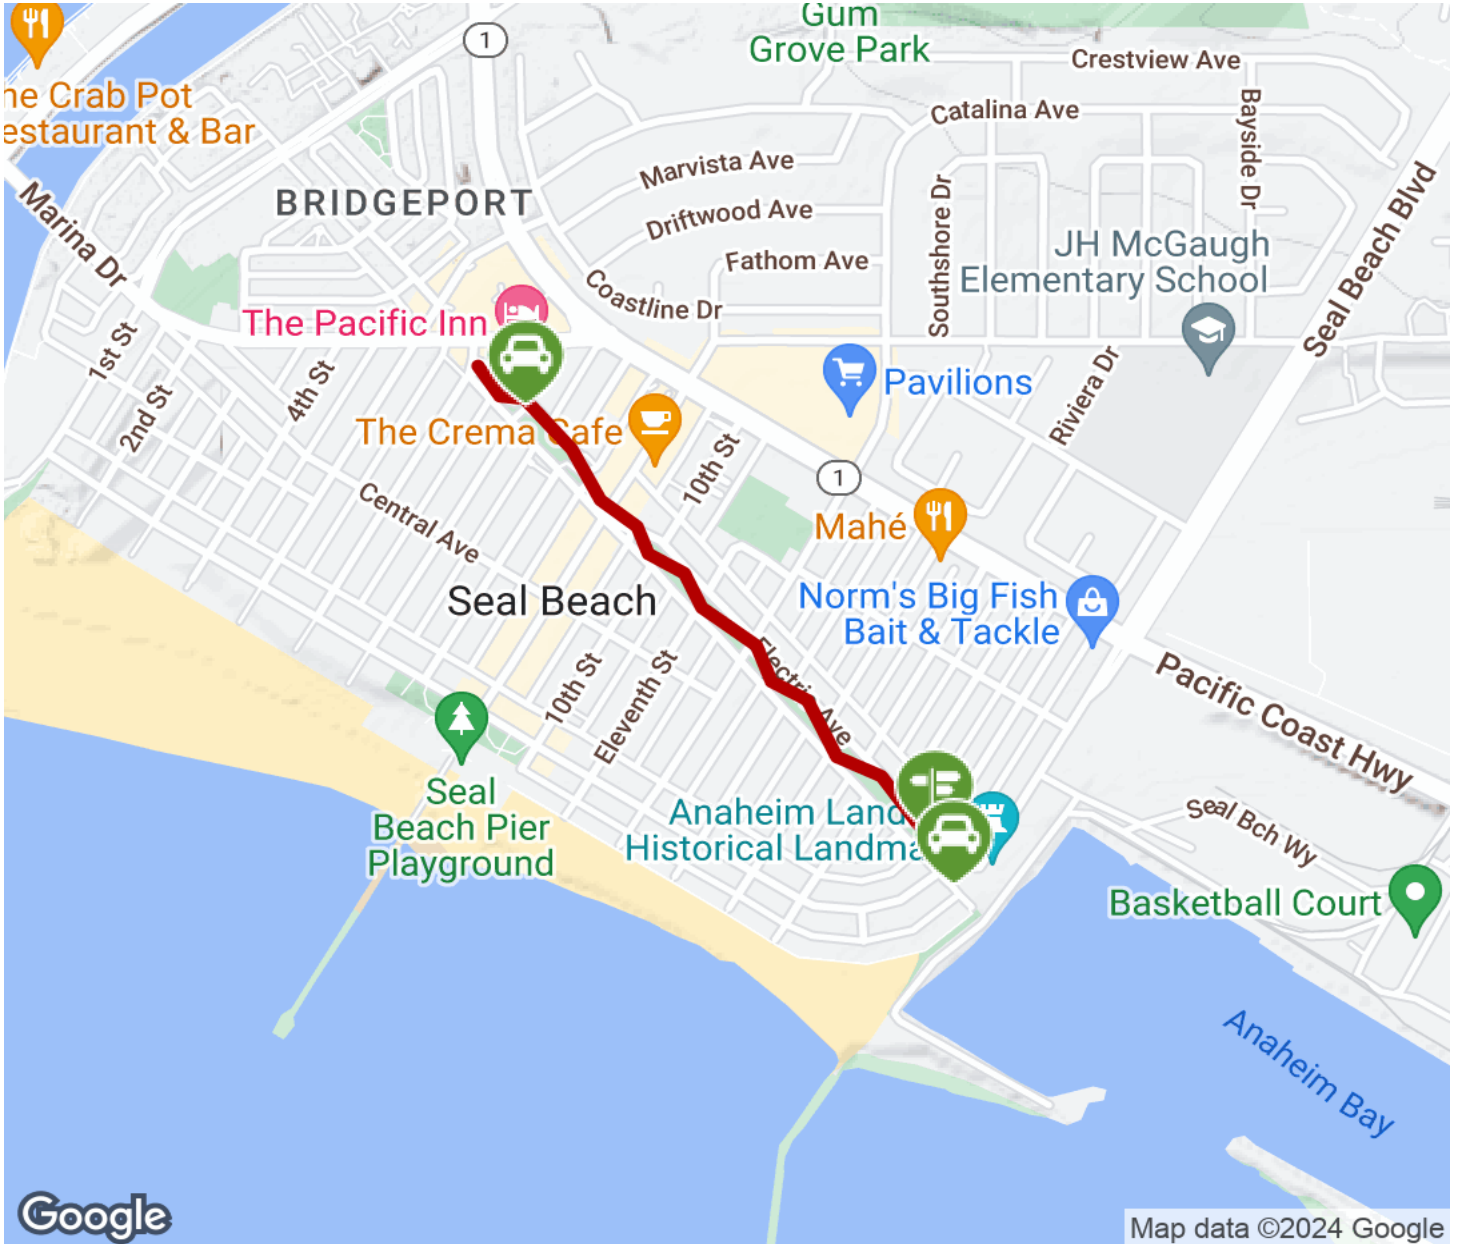 Gum
Grove Park
1
Crestview Ave
he Crab Pot
estaurant & Bar
Catalina Ave
Bayside Dr
Marvista Ave
BRIDGEPORT
Driftwood Ave
Southshore Dr
Seal Beach Blvd
Marina Dr
Fathom Ave
JH McGaugh
Elementary School
Coastline Dr
The Pacific Inn
1st St
2nd St
4th St
Pavilions
Riviera Dr
The Crema Cafe
10th St
1
Central Ave
Mahé
Seal Beach
Norm's Big Fish
Bait & Tackle
10th St
Eleventh St
Electric Ave
Pacific Coast Hwy
Seal
Beach Pier
Playground
Anaheim Land
Historical Landma
Seal Bch Wy
Basketball Court
Anaheim Bay
Google
Map data ©2024 Google